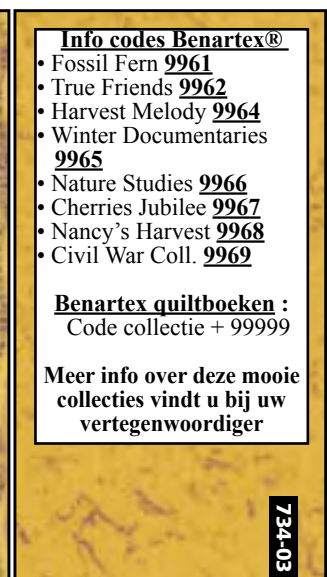 Info codes Benartex®
• Fossil Fern 9961
• True Friends 9962
• Harvest Melody 9964
• Winter Documentaries
9965
• Nature Studies 9966
• Cherries Jubilee 9967
• Nancy’s Harvest 9968
• Civil War Coll. 9969
Benartex quiltboeken :
Code collectie + 99999
Meer info over deze mooie
collecties vindt u bij uw
vertegenwoordiger
734-03